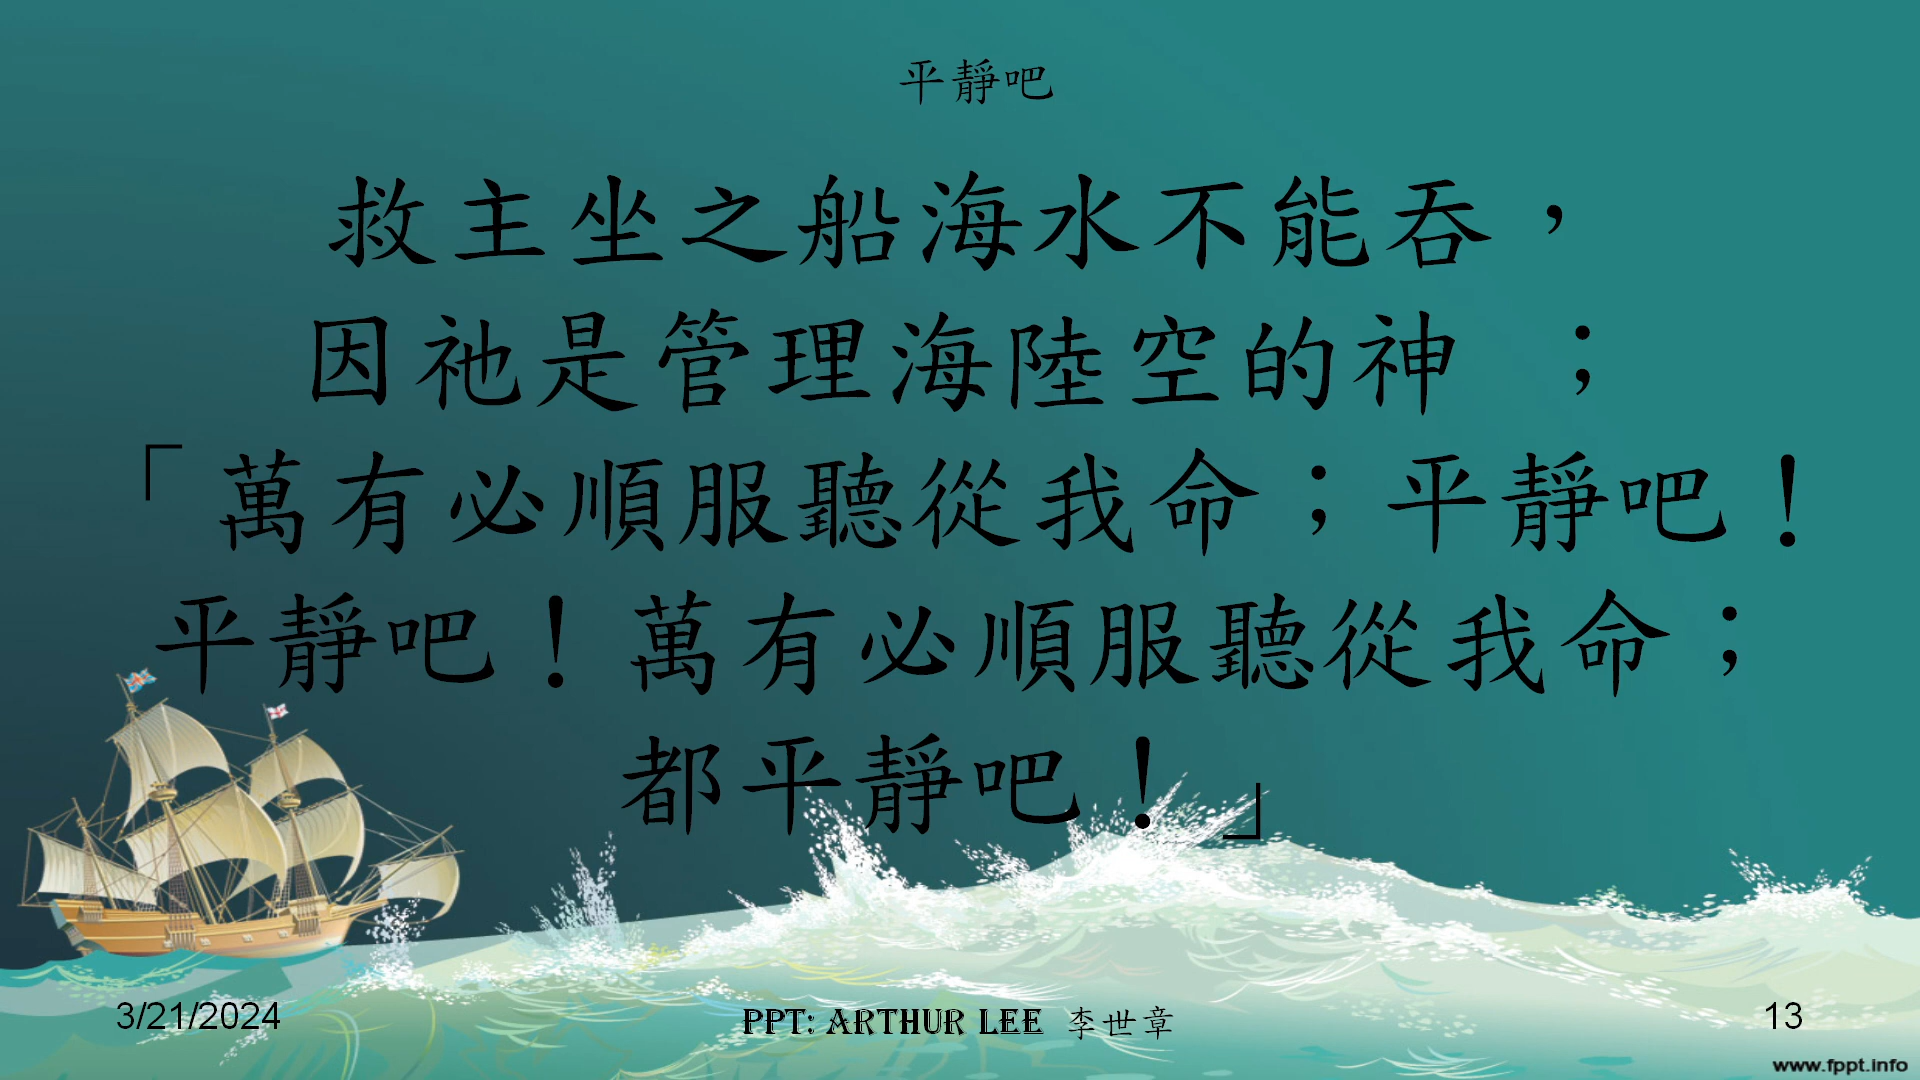 平靜吧
救主坐之船海水不能吞，
因祂是管理海陸空的神 ；
「萬有必順服聽從我命；平靜吧！
平靜吧！萬有必順服聽從我命；
都平靜吧！」
3/21/2024
PPT: ARTHUR LEE 李世章
13
www.fppt.info